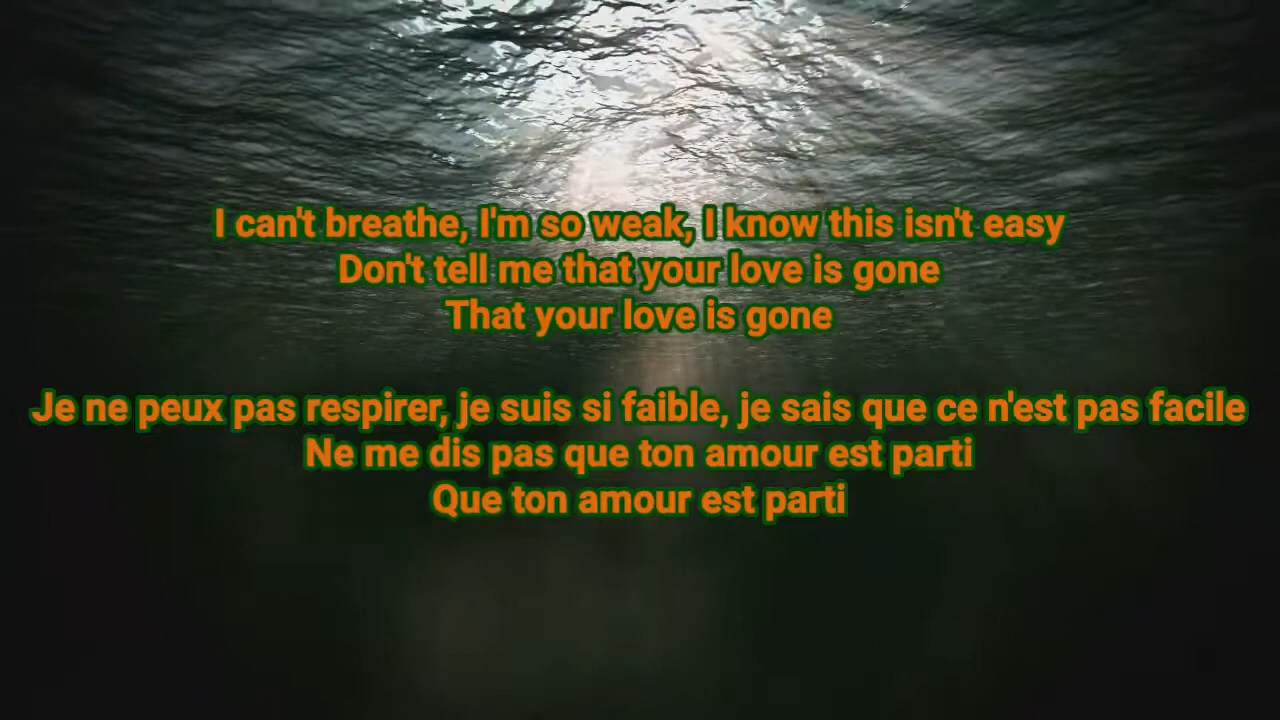 I can't breathe, I'm so weak, I know this isn't easy
Don't tell me that your love is gone
That your love is gone
Je ne peux pas respirer, je suis si faible, je sais que ce n'est pas facile
Ne me dis pas que ton amour est parti
Que ton amour est parti